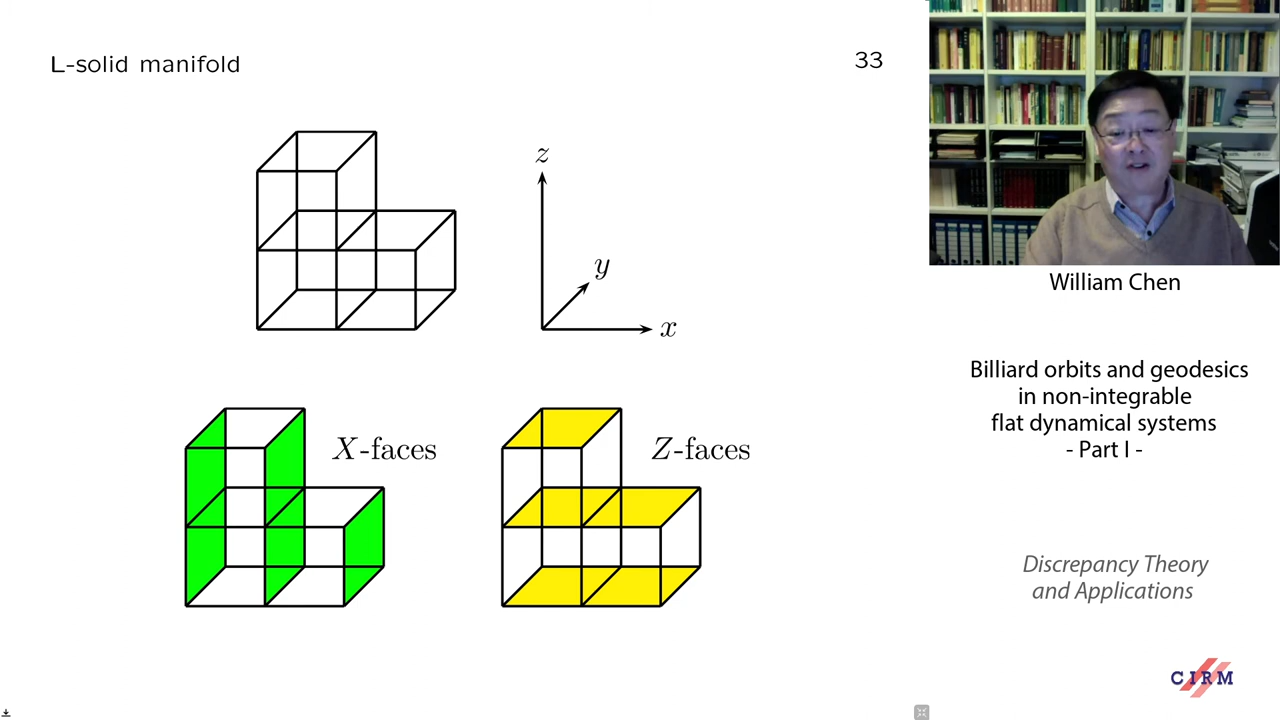 L-solid manifold
33
z
y
x
X-faces
Z-faces
William Chen
Billiard orbits and geodesics
in non-integrable
flat dynamical systems
- Part I -
Discrepancy Theory
and Applications
CIRM